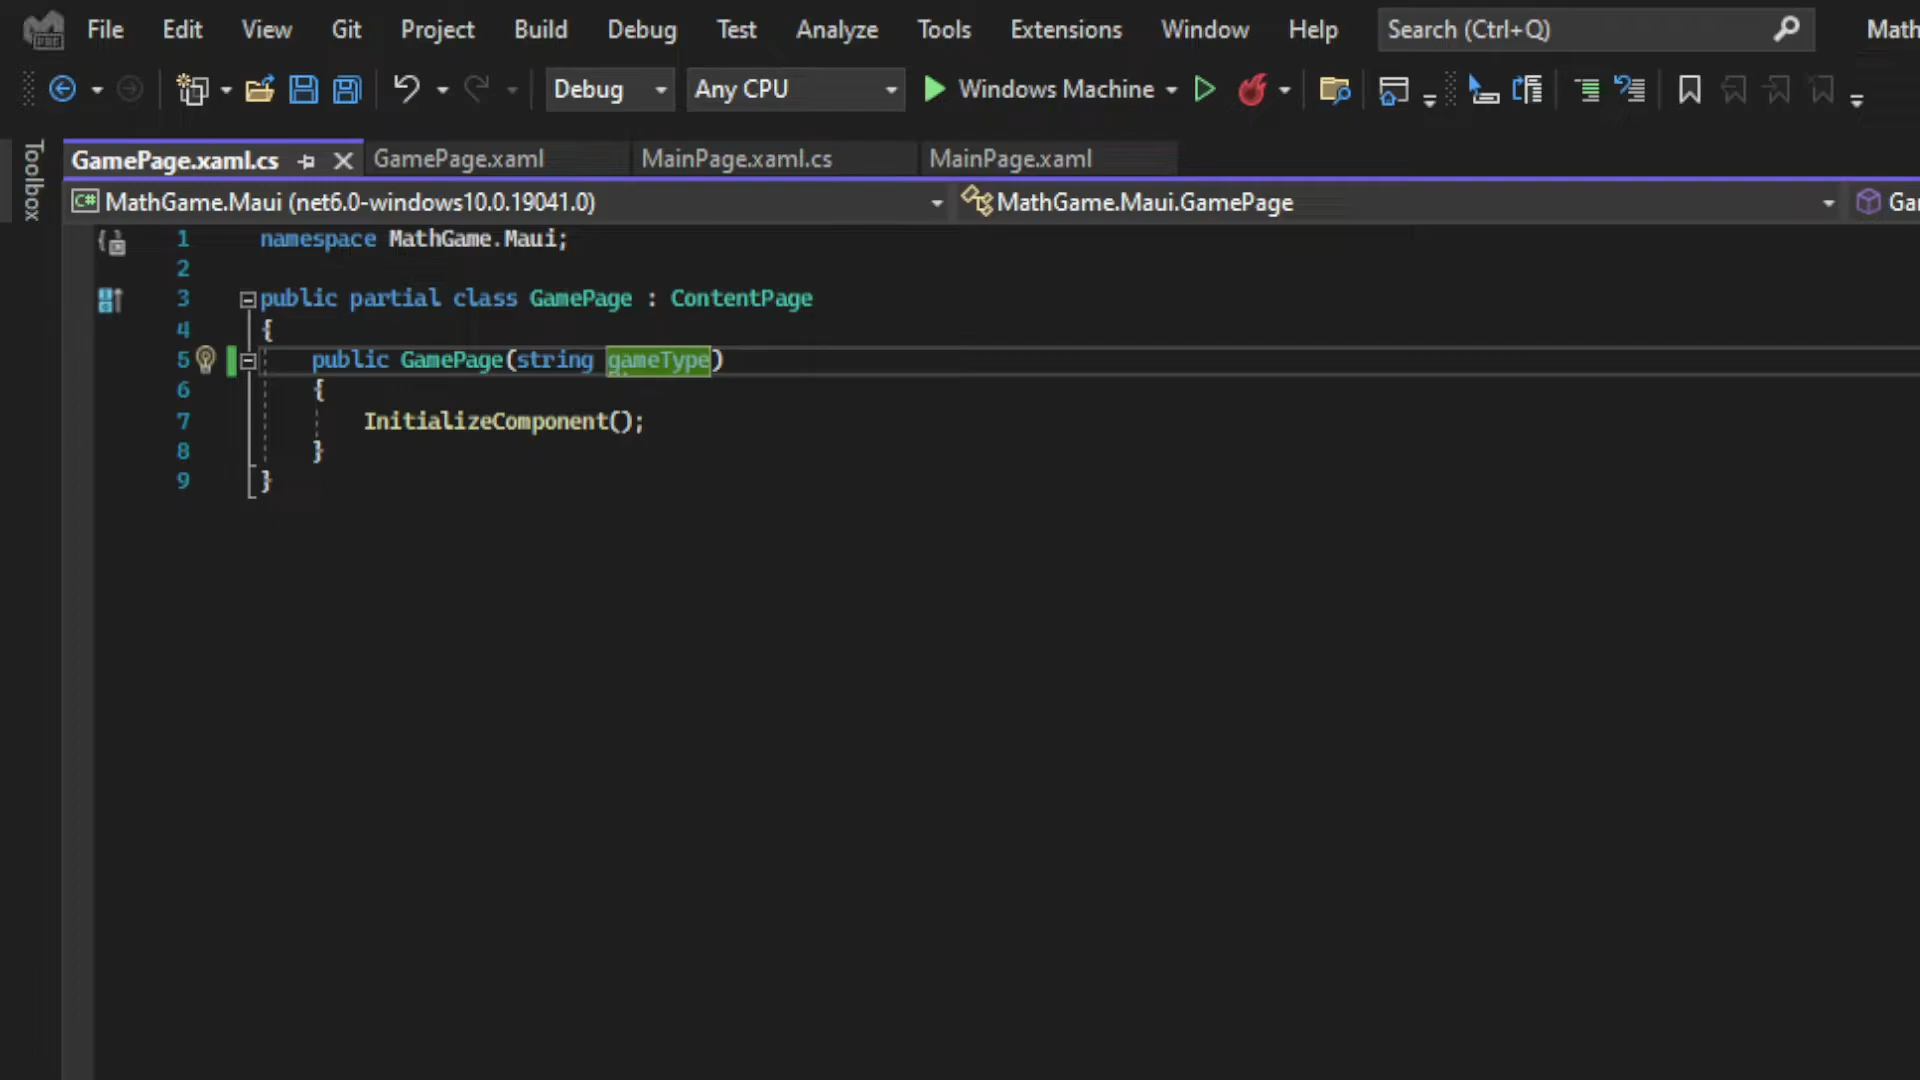 File Edit View Git Project Build Debug Test Analyze Tools Extensions Window Help Search (Ctrl+Q) Math
Debug Any CPU Windows Machine
Toolbox
GamePage.xaml.cs GamePage.xaml MainPage.xaml.cs MainPage.xaml
C# MathGame.Maui (net6.0-windows10.0.19041.0) MathGame.Maui.GamePage Gar
1 namespace MathGame.Maui;
2
3 public partial class GamePage : ContentPage
4 {
5 public GamePage(string gameType)
6 {
7 InitializeComponent();
8 }
9 }